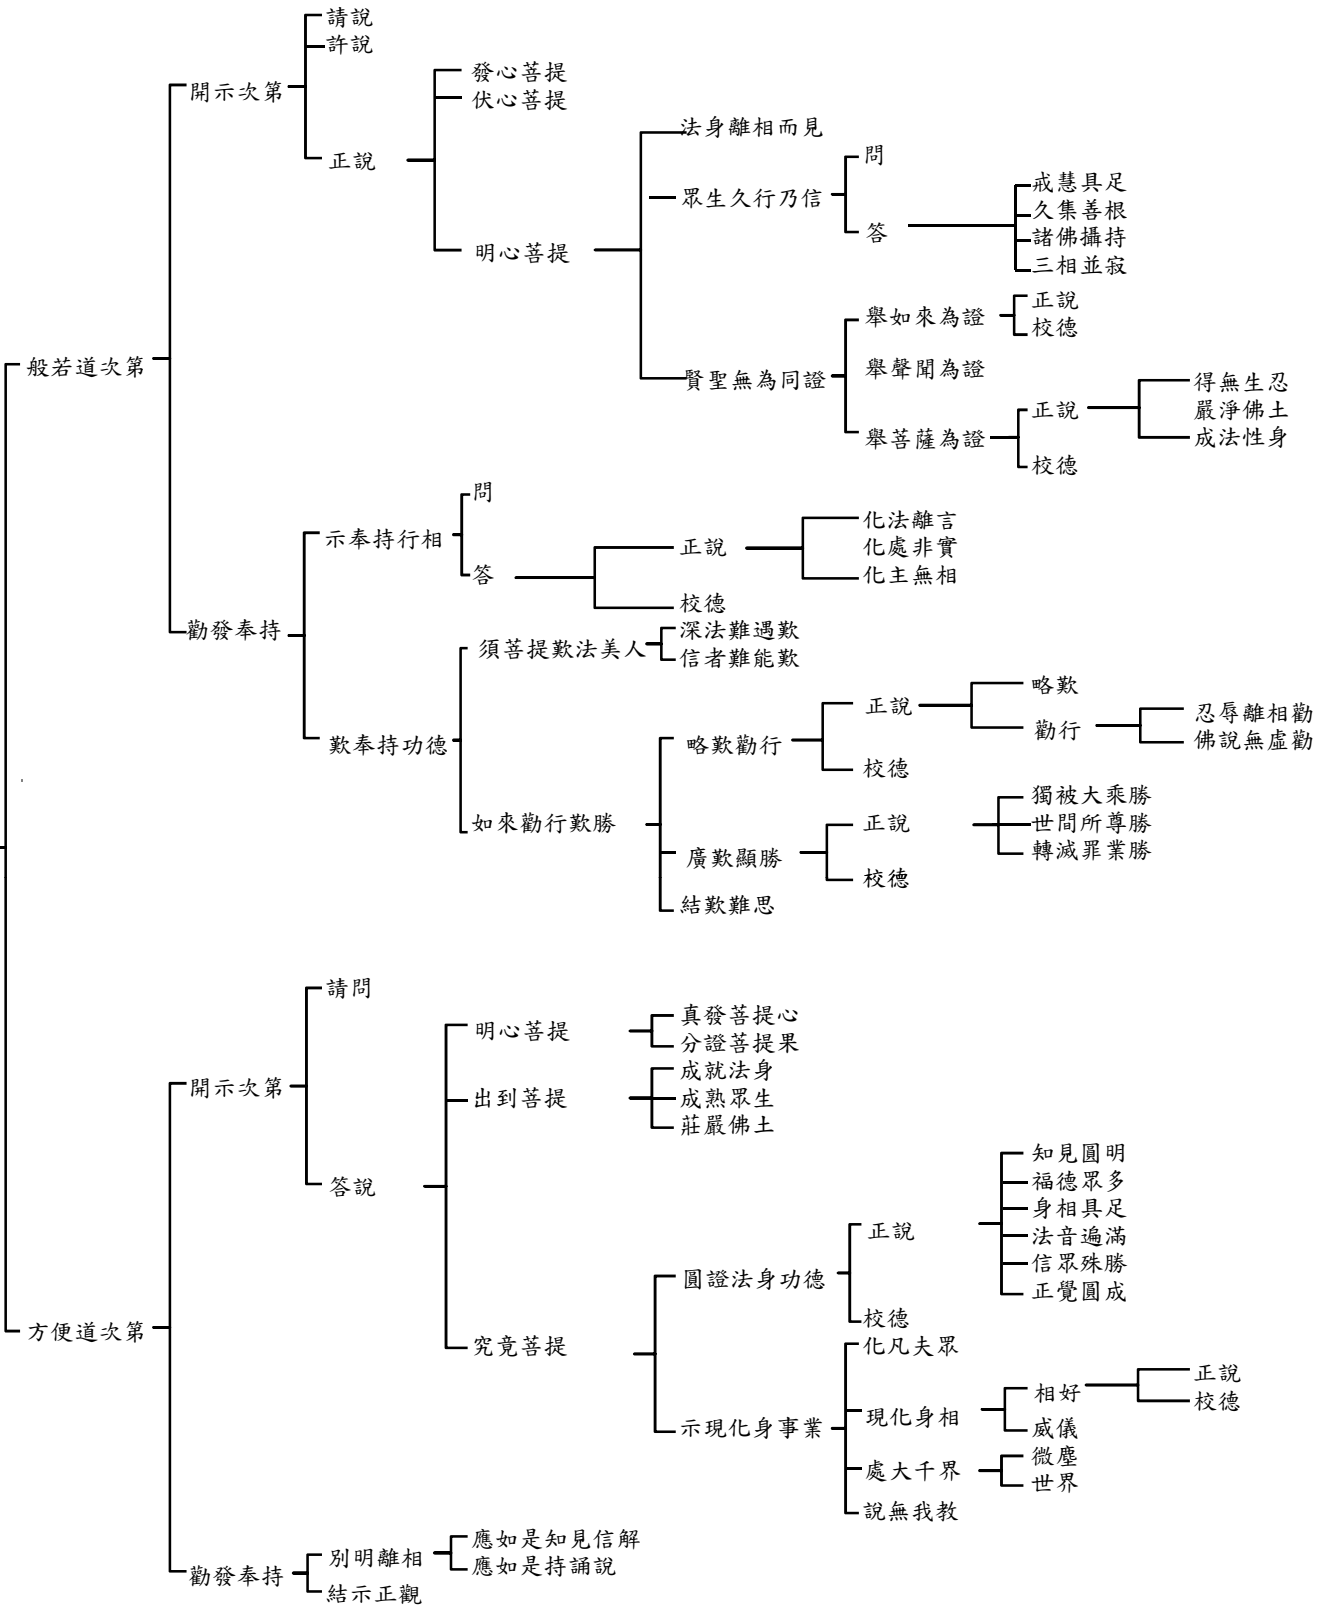 般若道次第
開示次第
請說
許說
正說
發心菩提
伏心菩提
明心菩提
法身離相而見
眾生久行乃信
問
答
戒慧具足
久集善根
諸佛攝持
三相並寂
賢聖無為同證
舉如來為證
正說
校德
舉聲聞為證
舉菩薩為證
正說
得無生忍
嚴淨佛土
成法性身
校德
勸發奉持
示奉持行相
問
答
正說
化法離言
化處非實
化主無相
校德
歎奉持功德
須菩提歎法美人
深法難遇歎
信者難能歎
如來勸行歎勝
略歎勸行
正說
略歎
勸行
忍辱離相勸
佛說無虛勸
校德
廣歎顯勝
正說
獨被大乘勝
世間所尊勝
轉滅罪業勝
校德
結歎難思
方便道次第
開示次第
請問
答說
明心菩提
真發菩提心
分證菩提果
出到菩提
成就法身
成熟眾生
莊嚴佛土
究竟菩提
圓證法身功德
正說
知見圓明
福德眾多
身相具足
法音遍滿
信眾殊勝
正覺圓成
校德
示現化身事業
化凡夫眾
現化身相
相好
正說
校德
威儀
處大千界
微塵
世界
說無我教
勸發奉持
別明離相
應如是知見信解
應如是持誦說
結示正觀